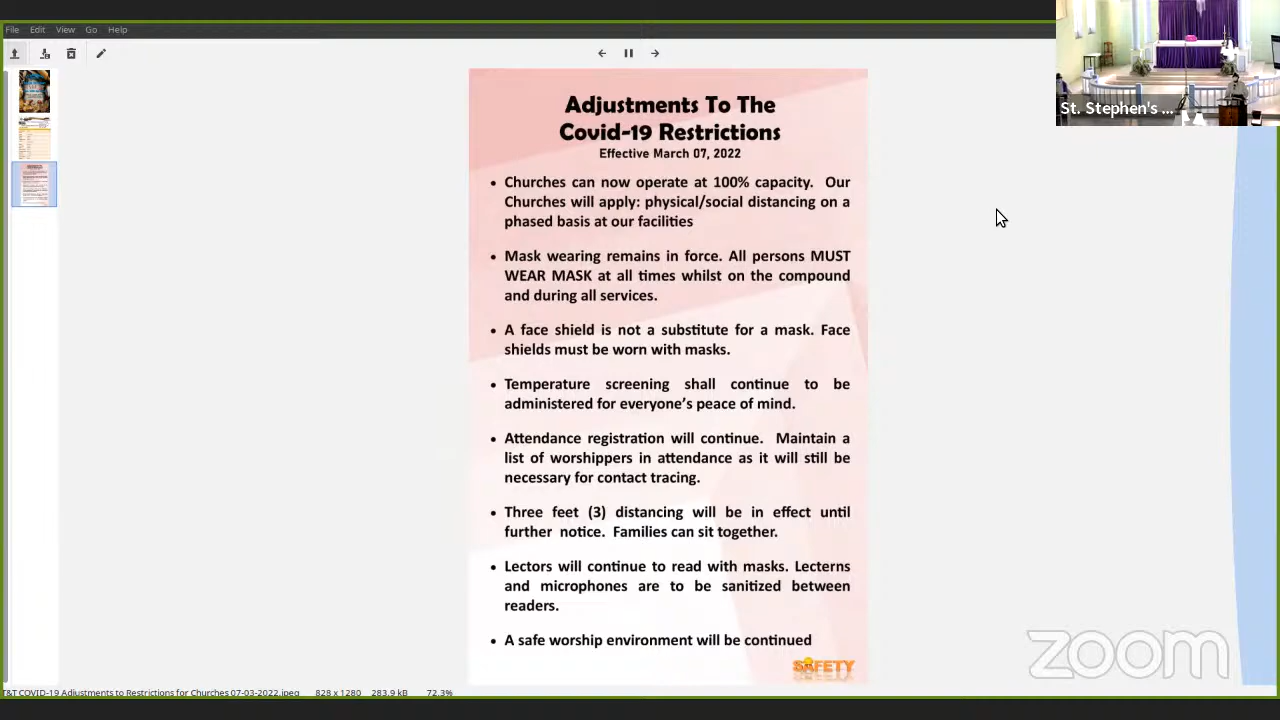 File Edit View Go Help
St. Stephen's ...
Adjustments To The
Covid-19 Restrictions
Effective March 07, 2022
• Churches can now operate at 100% capacity. Our
Churches will apply: physical/social distancing on a
phased basis at our facilities
• Mask wearing remains in force. All persons MUST
WEAR MASK at all times whilst on the compound
and during all services.
• A face shield is not a substitute for a mask. Face
shields must be worn with masks.
• Temperature screening shall continue to be
administered for everyone's peace of mind.
• Attendance registration will continue. Maintain a
list of worshippers in attendance as it will still be
necessary for contact tracing.
• Three feet (3) distancing will be in effect until
further notice. Families can sit together.
• Lectors will continue to read with masks. Lecterns
and microphones are to be sanitized between
readers.
• A safe worship environment will be continued
SAFETY
zoom
T&T COVID-19 Adjustments to Restrictions for Churches 07-03-2022.jpeg 828 x 1280 283.9 kB 72.3%